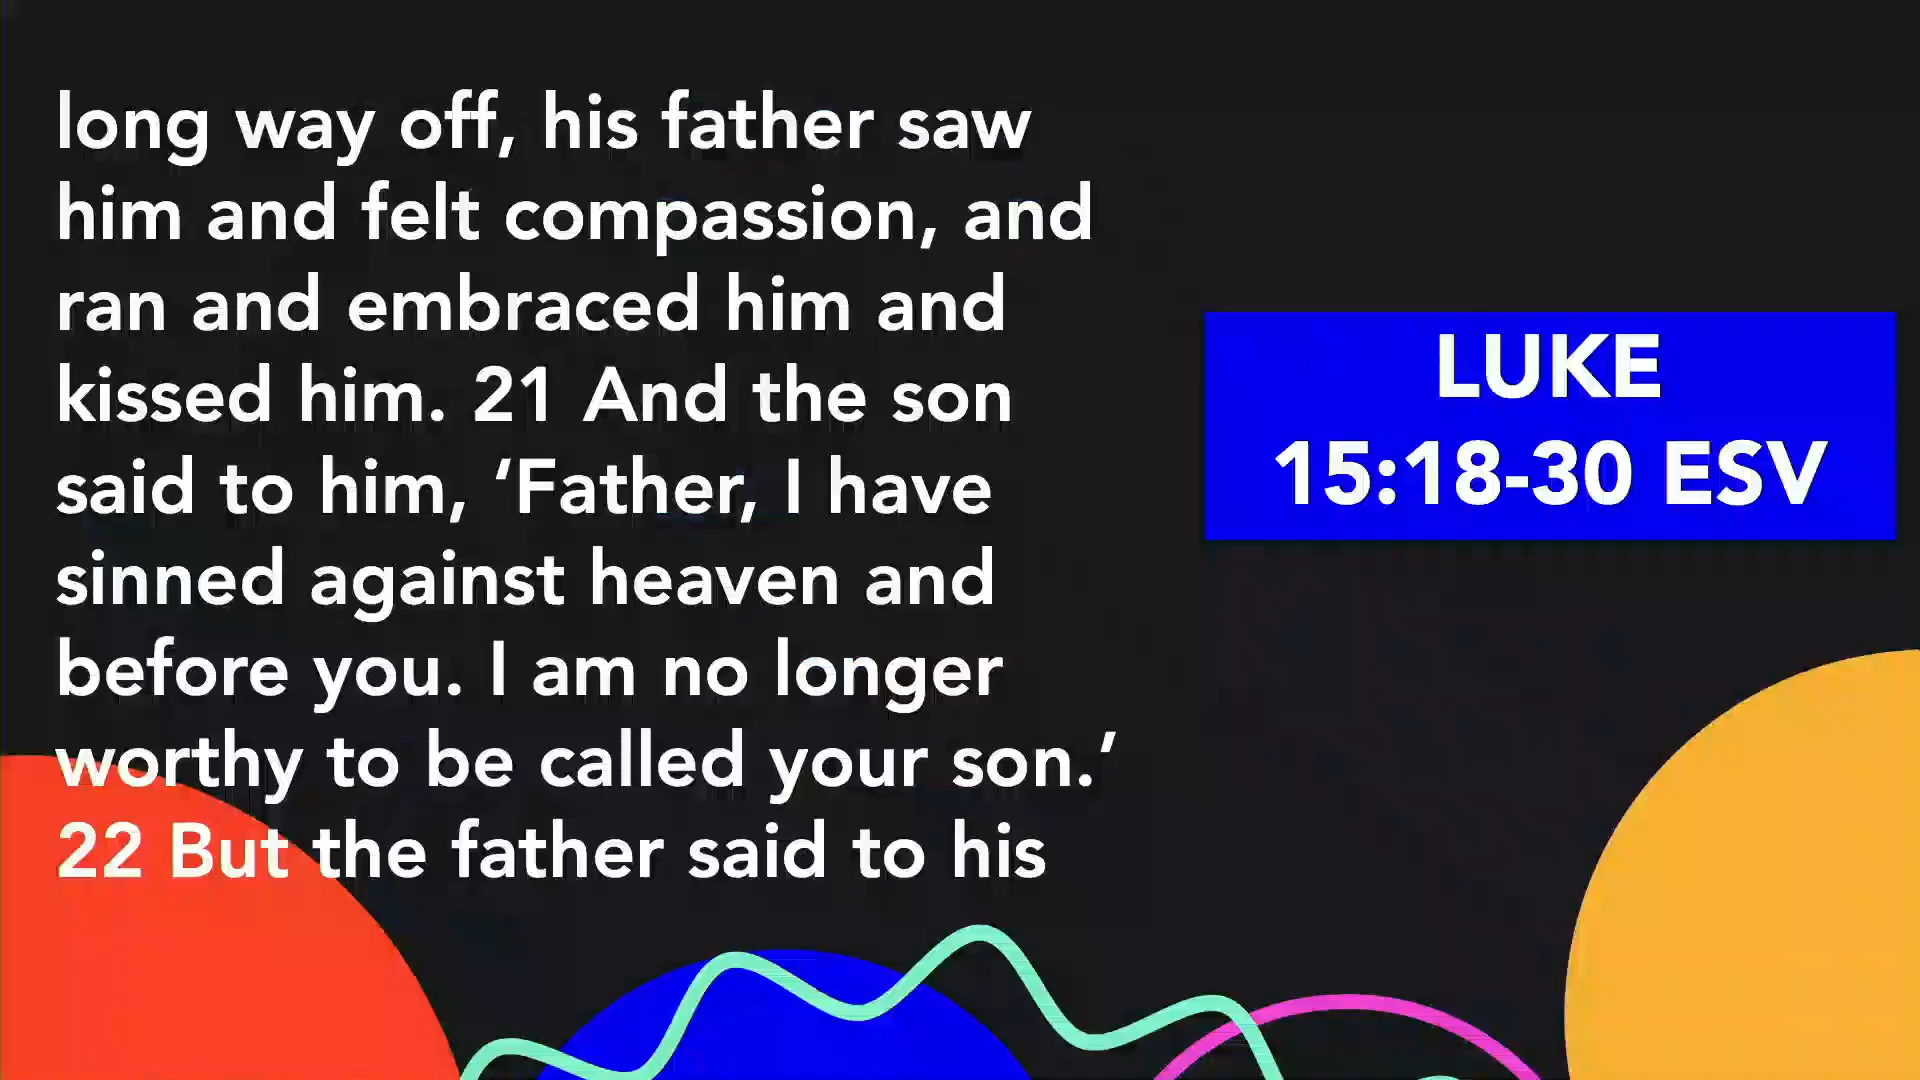 long way off, his father saw
him and felt compassion, and
ran and embraced him and
kissed him. 21 And the son
said to him, ‘Father, I have
sinned against heaven and
before you. I am no longer
worthy to be called your son.’
22 But the father said to his
LUKE
15:18-30 ESV